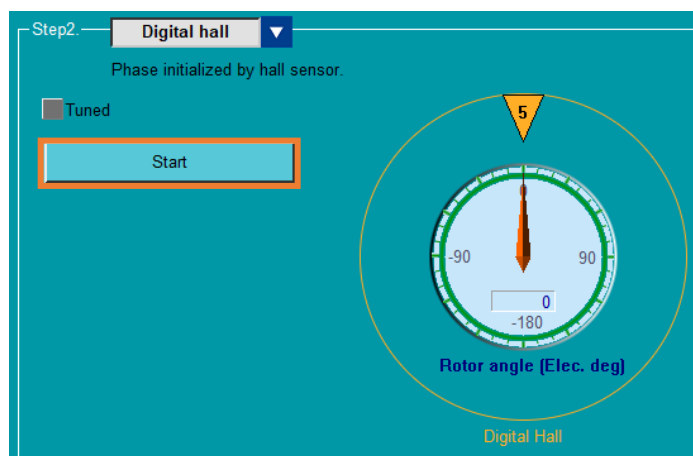 Step2.
Digital hall
Phase initialized by hall sensor.
Tuned
Start
5
0
-90
90
0
-180
Rotor angle (Elec. deg)
Digital Hall